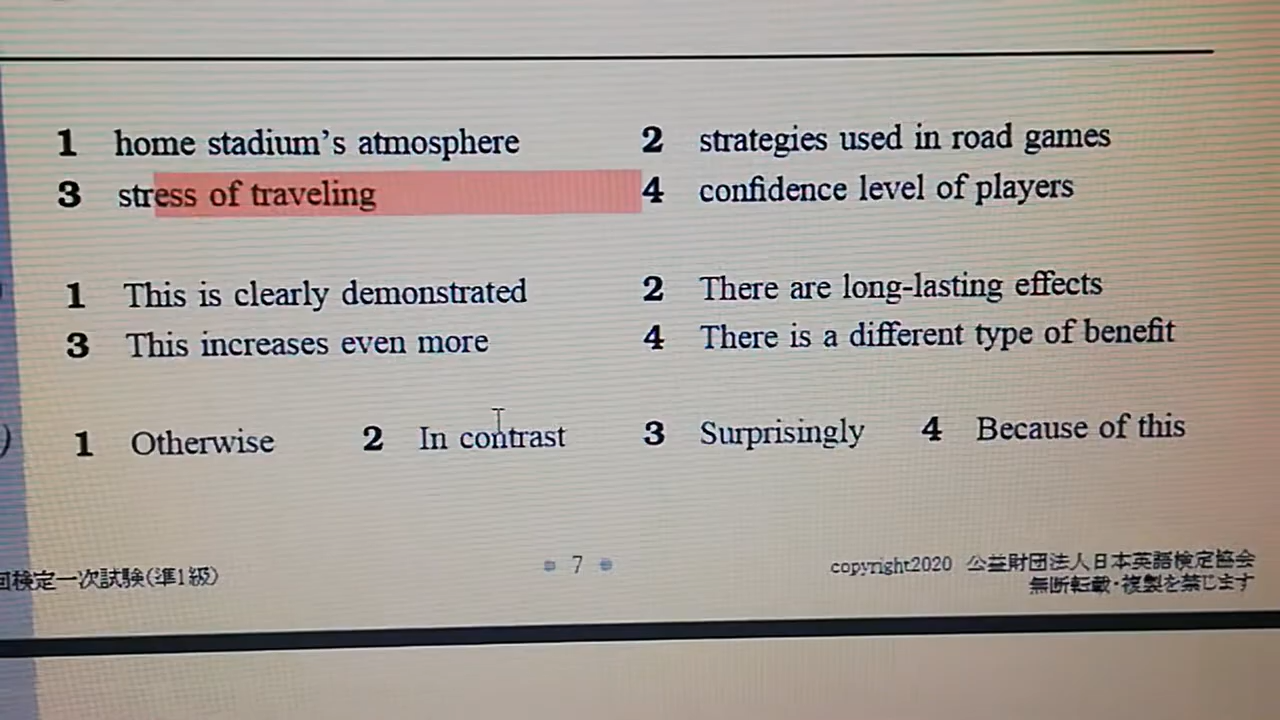 1 home stadium's atmosphere 2 strategies used in road games
3 stress of traveling 4 confidence level of players
1 This is clearly demonstrated 2 There are long-lasting effects
3 This increases even more 4 There is a different type of benefit
) 1 Otherwise 2 In contrast 3 Surprisingly 4 Because of this
回検定一次試験(準1級) 7 copyright2020 公益財団法人日本英語検定協会
無断転載・複製を禁じます